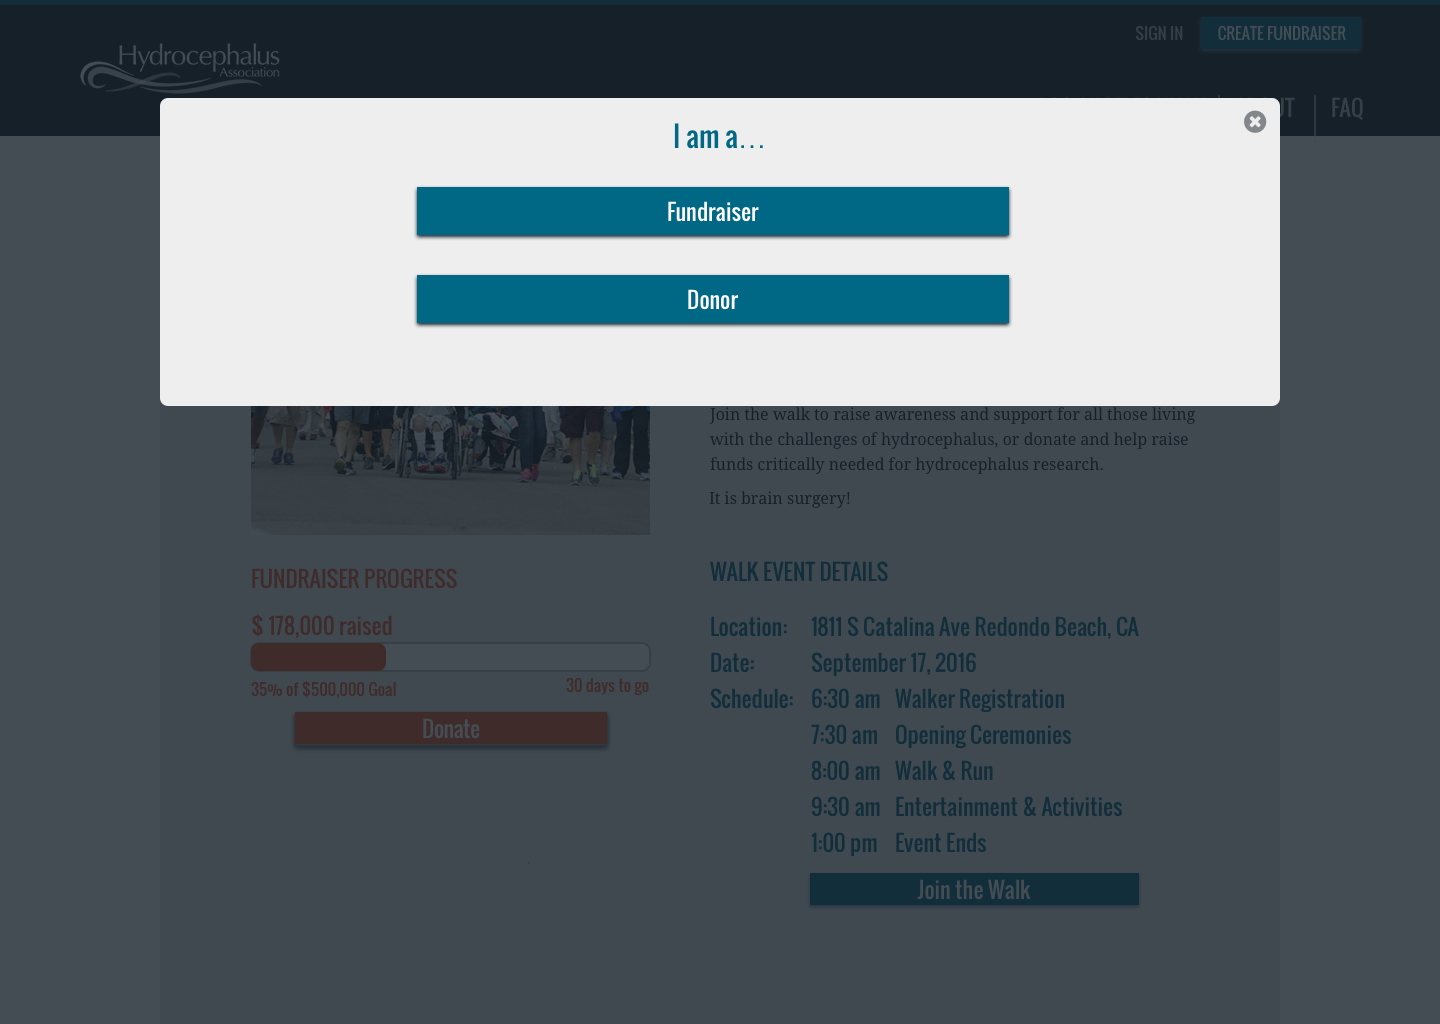 Hydrocephalus
Association
SIGN IN
CREATE FUNDRAISER
FAQ
I am a...
Fundraiser
Donor
Join the walk to raise awareness and support for all those living
with the challenges of hydrocephalus, or donate and help raise
funds critically needed for hydrocephalus research.
It is brain surgery!
FUNDRAISER PROGRESS
$ 178,000 raised
35% of $500,000 Goal
30 days to go
Donate
WALK EVENT DETAILS
Location: 1811 S Catalina Ave Redondo Beach, CA
Date: September 17, 2016
Schedule: 6:30 am Walker Registration
7:30 am Opening Ceremonies
8:00 am Walk & Run
9:30 am Entertainment & Activities
1:00 pm Event Ends
Join the Walk